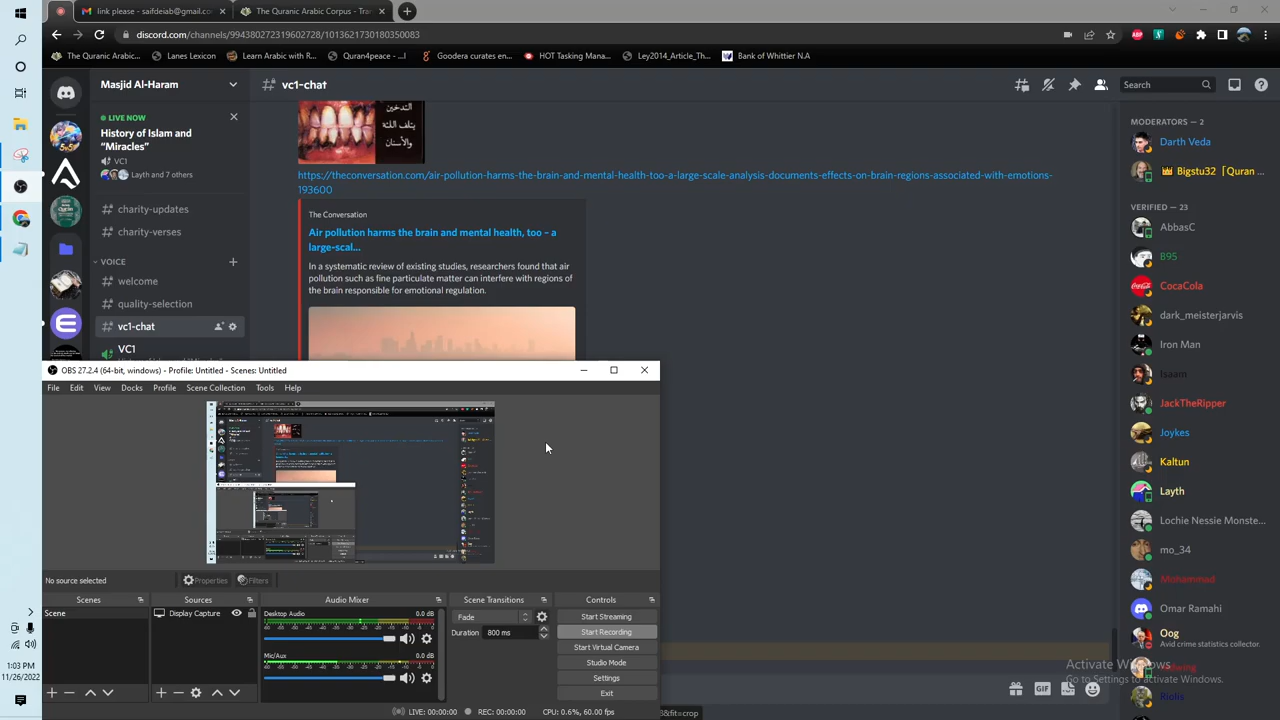 link please - saifdeiab@gmail.co
The Quranic Arabic Corpus - Tra
discord.com/channels/994380272319602728/1013621730180350083
The Quranic Arabic...
Lanes Lexicon
Learn Arabic with R...
Quran4peace - ...
Goodera curates en...
HOT Tasking Mana...
Ley2014_Article_Th...
Bank of Whittier N.A
Masjid Al-Haram
LIVE NOW
History of Islam and
“Miracles”
VC1
Layth and 7 others
charity-updates
charity-verses
VOICE
welcome
quality-selection
vc1-chat
VC1
vc1-chat
Search
التدخين
يتلف اللثة
والأسنان
https://theconversation.com/air-pollution-harms-the-brain-and-mental-health-too-a-large-scale-analysis-documents-effects-on-brain-regions-associated-with-emotions-
193600
The Conversation
Air pollution harms the brain and mental health, too – a
large-scal...
In a systematic review of existing studies, researchers found that air
pollution such as fine particulate matter can interfere with regions of
the brain responsible for emotional regulation.
MODERATORS — 2
Darth Veda
Bigstu32 [Quran ...
VERIFIED — 23
AbbasC
B95
CocaCola
dark_meisterjarvis
Iron Man
Isaam
JackTheRipper
Joykes
Kaltun
Layth
Lochie Nessie Monste...
mo_34
Muhammad
Omar Ramahi
Oog
Avid crime statistics collector.
Riolis
Activate Windows
Go to Settings to activate Windows.
OBS 27.2.4 (64-bit, windows) - Profile: Untitled - Scenes: Untitled
File Edit View Docks Profile Scene Collection Tools Help
No source selected
Properties
Filters
Scenes
Scene
Sources
Display Capture
Audio Mixer
Desktop Audio
0.0 dB
Mic/Aux
0.0 dB
Scene Transitions
Fade
Duration 800 ms
Controls
Start Streaming
Start Recording
Start Virtual Camera
Studio Mode
Settings
Exit
LIVE: 00:00:00
REC: 00:00:00
CPU: 0.6%, 60.00 fps
8&fit=crop
1:03 PM
11/26/2022